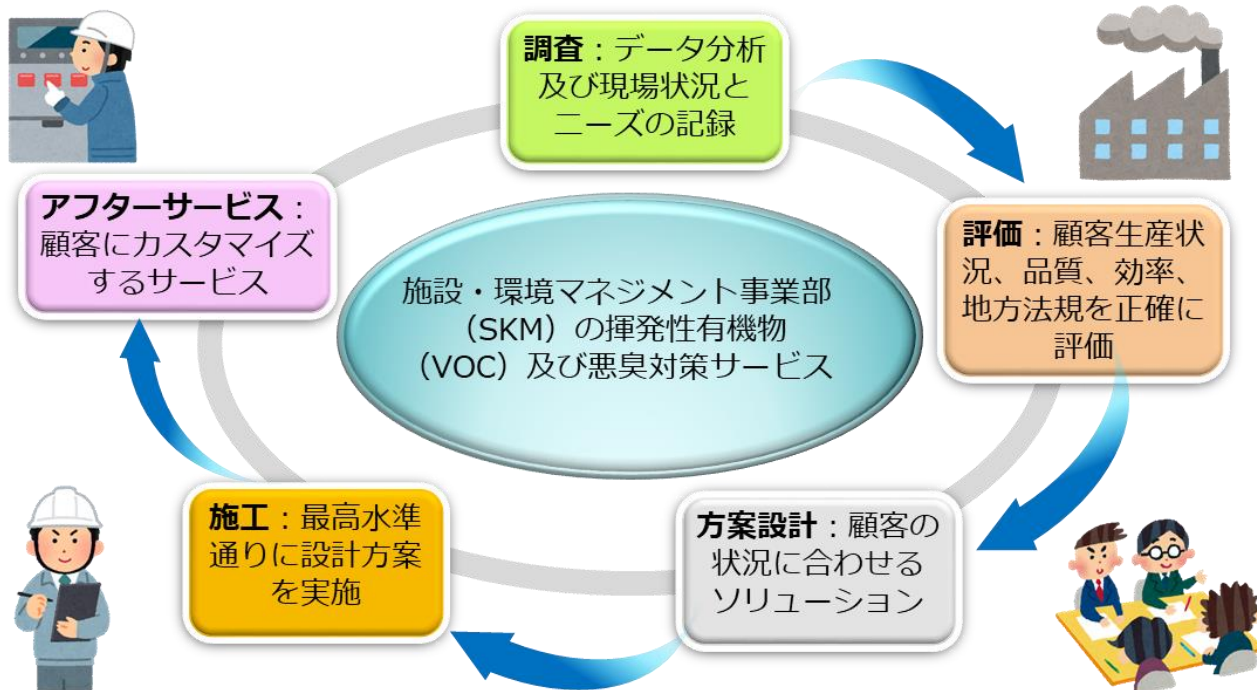 調査：データ分析
及び現場状況と
ニーズの記録
評価：顧客生産状
況、品質、効率、
地方法規を正確に
評価
方案設計：顧客の
状況に合わせる
ソリューション
施工：最高水準
通りに設計方案
を実施
アフターサービス：
顧客にカスタマイズ
するサービス
施設・環境マネジメント事業部
（SKM）の揮発性有機物
（VOC）及び悪臭対策サービス